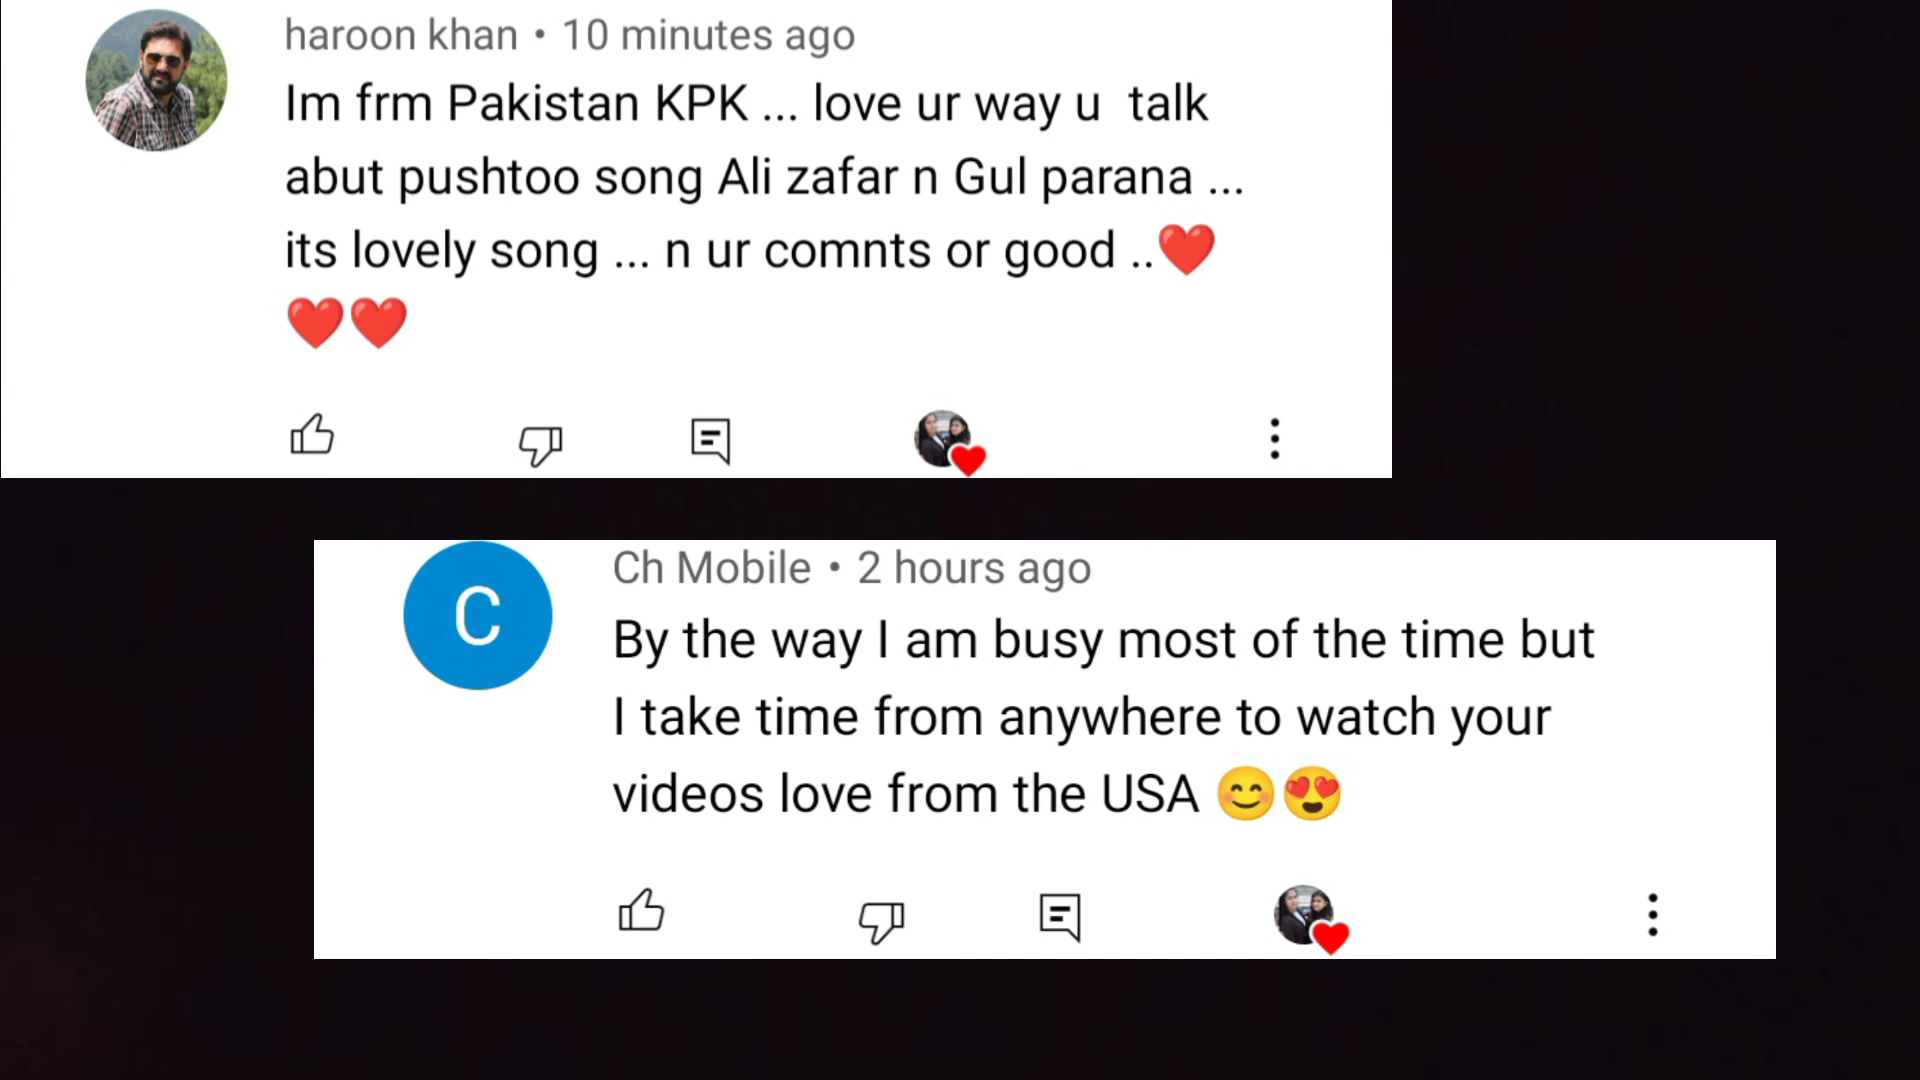 haroon khan • 10 minutes ago
Im frm Pakistan KPK ... love ur way u  talk
abut pushtoo song Ali zafar n Gul parana ...
its lovely song ... n ur comnts or good ..❤️
❤️❤️
C
Ch Mobile • 2 hours ago
By the way I am busy most of the time but
I take time from anywhere to watch your
videos love from the USA 😊😍